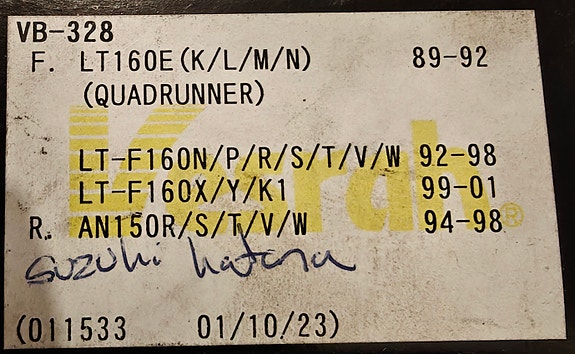 VB-328
F. LT160E(K/L/M/N) 89-92
(QUADRUNNER)
LT-F160N/P/R/S/T/V/W 92-98
LT-F160X/Y/K1 99-01
R. AN150R/S/T/V/W 94-98
suzuki katana
(011533 01/10/23)